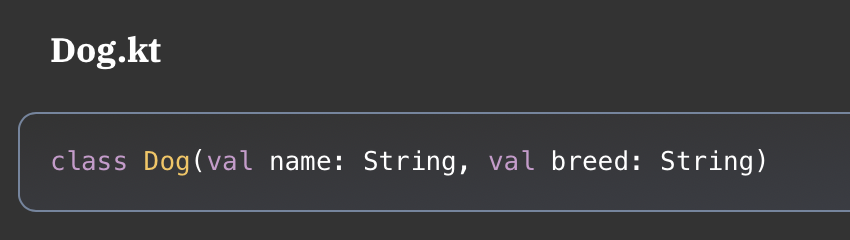 Dog.kt
class Dog(val name: String, val breed: String)